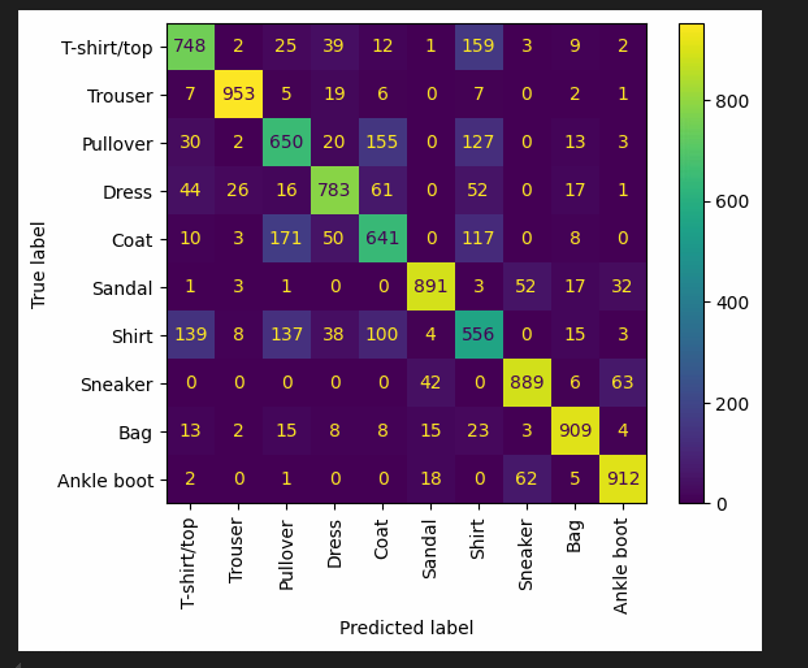 T-shirt/top 748 2 25 39 12 1 159 3 9 2
Trouser 7 953 5 19 6 0 7 0 2 1
Pullover 30 2 650 20 155 0 127 0 13 3
Dress 44 26 16 783 61 0 52 0 17 1
Coat 10 3 171 50 641 0 117 0 8 0
Sandal 1 3 1 0 0 891 3 52 17 32
Shirt 139 8 137 38 100 4 556 0 15 3
Sneaker 0 0 0 0 0 42 0 889 6 63
Bag 13 2 15 8 8 15 23 3 909 4
Ankle boot 2 0 1 0 0 18 0 62 5 912
True label
T-shirt/top Trouser Pullover Dress Coat Sandal Shirt Sneaker Bag Ankle boot
Predicted label
800
600
400
200
0